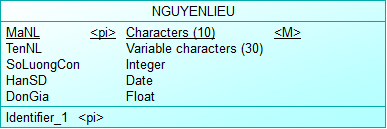 NGUYENLIEU
MaNL <pi> Characters (10) <M>
TenNL Variable characters (30)
SoLuongCon Integer
HanSD Date
DonGia Float
Identifier_1 <pi>